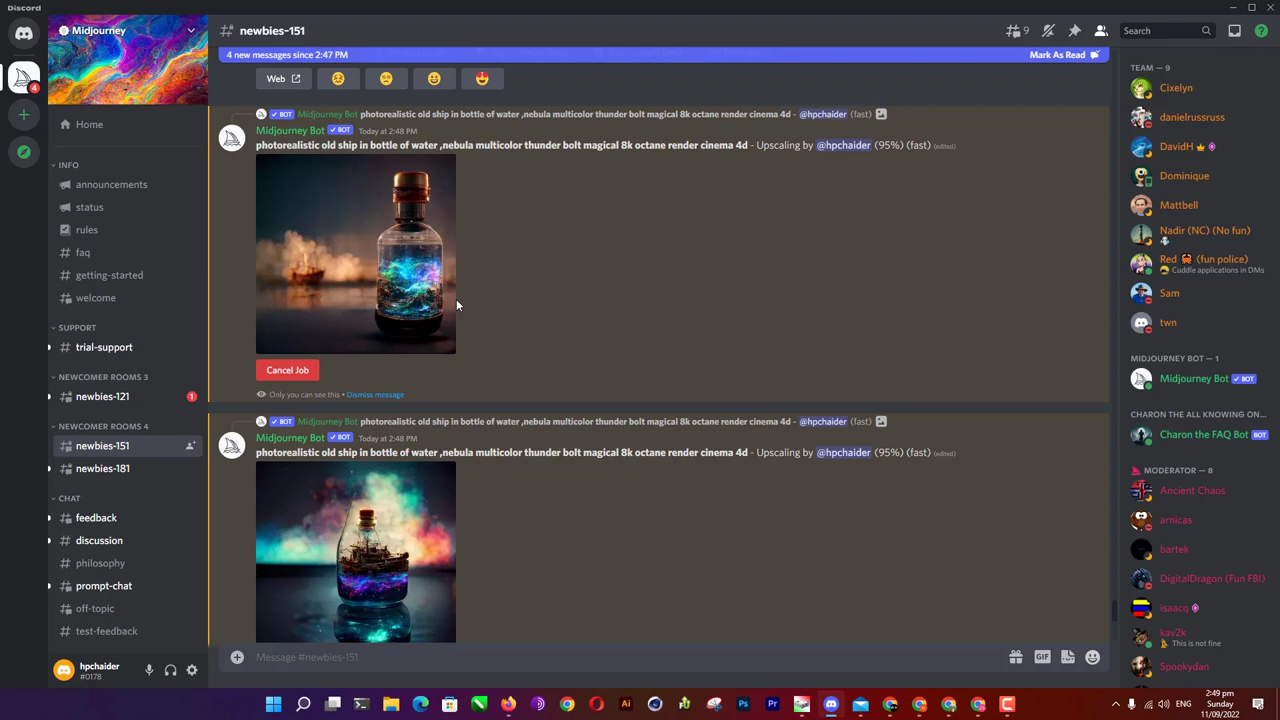 Discord
Midjourney
newbies-151
9
Search
4
4 new messages since 2:47 PM
Mark As Read
Home
INFO
announcements
status
rules
faq
getting-started
welcome
SUPPORT
trial-support
NEWCOMER ROOMS 3
newbies-121
1
NEWCOMER ROOMS 4
newbies-151
newbies-181
CHAT
feedback
discussion
philosophy
prompt-chat
off-topic
test-feedback
hpchaider
#0178
Web
BOT Midjourney Bot photorealistic old ship in bottle of water ,nebula multicolor thunder bolt magical 8k octane render cinema 4d - @hpchaider (fast)
Midjourney Bot BOT Today at 2:48 PM
photorealistic old ship in bottle of water ,nebula multicolor thunder bolt magical 8k octane render cinema 4d - Upscaling by @hpchaider (95%) (fast) (edited)
Cancel Job
Only you can see this • Dismiss message
BOT Midjourney Bot photorealistic old ship in bottle of water ,nebula multicolor thunder bolt magical 8k octane render cinema 4d - @hpchaider (fast)
Midjourney Bot BOT Today at 2:48 PM
photorealistic old ship in bottle of water ,nebula multicolor thunder bolt magical 8k octane render cinema 4d - Upscaling by @hpchaider (95%) (fast) (edited)
Message #newbies-151
GIF
TEAM — 9
Cixelyn
danielrussruss
DavidH
Dominique
Mattbell
Nadir (NC) (No fun)
Red 🦀 (fun police)
Cuddle applications in DMs
Sam
twn
MIDJOURNEY BOT — 1
Midjourney Bot BOT
CHARON THE ALL KNOWING ON...
Charon the FAQ Bot BOT
MODERATOR — 8
Ancient Chaos
arnicas
bartek
DigitalDragon (Fun FBI)
isaacq
kav2k
This is not fine
Spookydan
Ai
Ps
Pr
ENG
2:49 pm
Sunday
11/09/2022